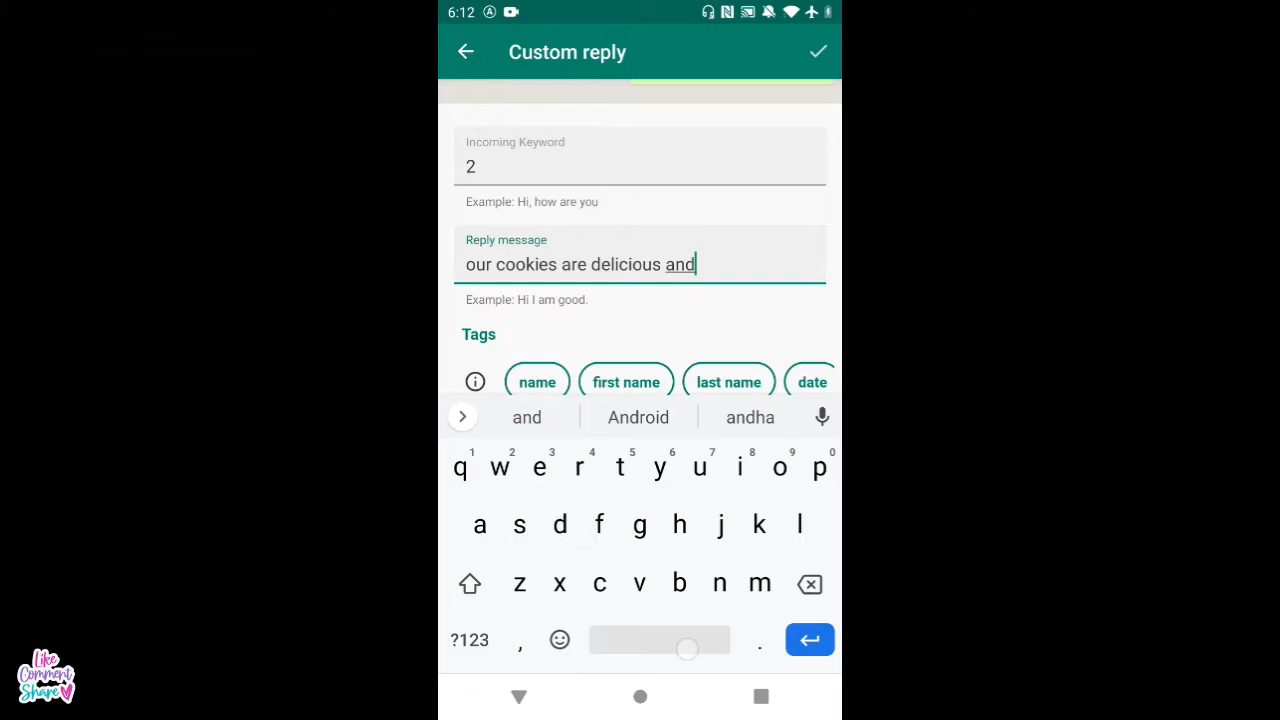 6:12
Custom reply
Incoming Keyword
2
Example: Hi, how are you
Reply message
our cookies are delicious and
Example: Hi I am good.
Tags
name first name last name date
and Android andha
1 2 3 4 5 6 7 8 9 0
q w e r t y u i o p
a s d f g h j k l
z x c v b n m
?123 , .
Like
Comment
Share